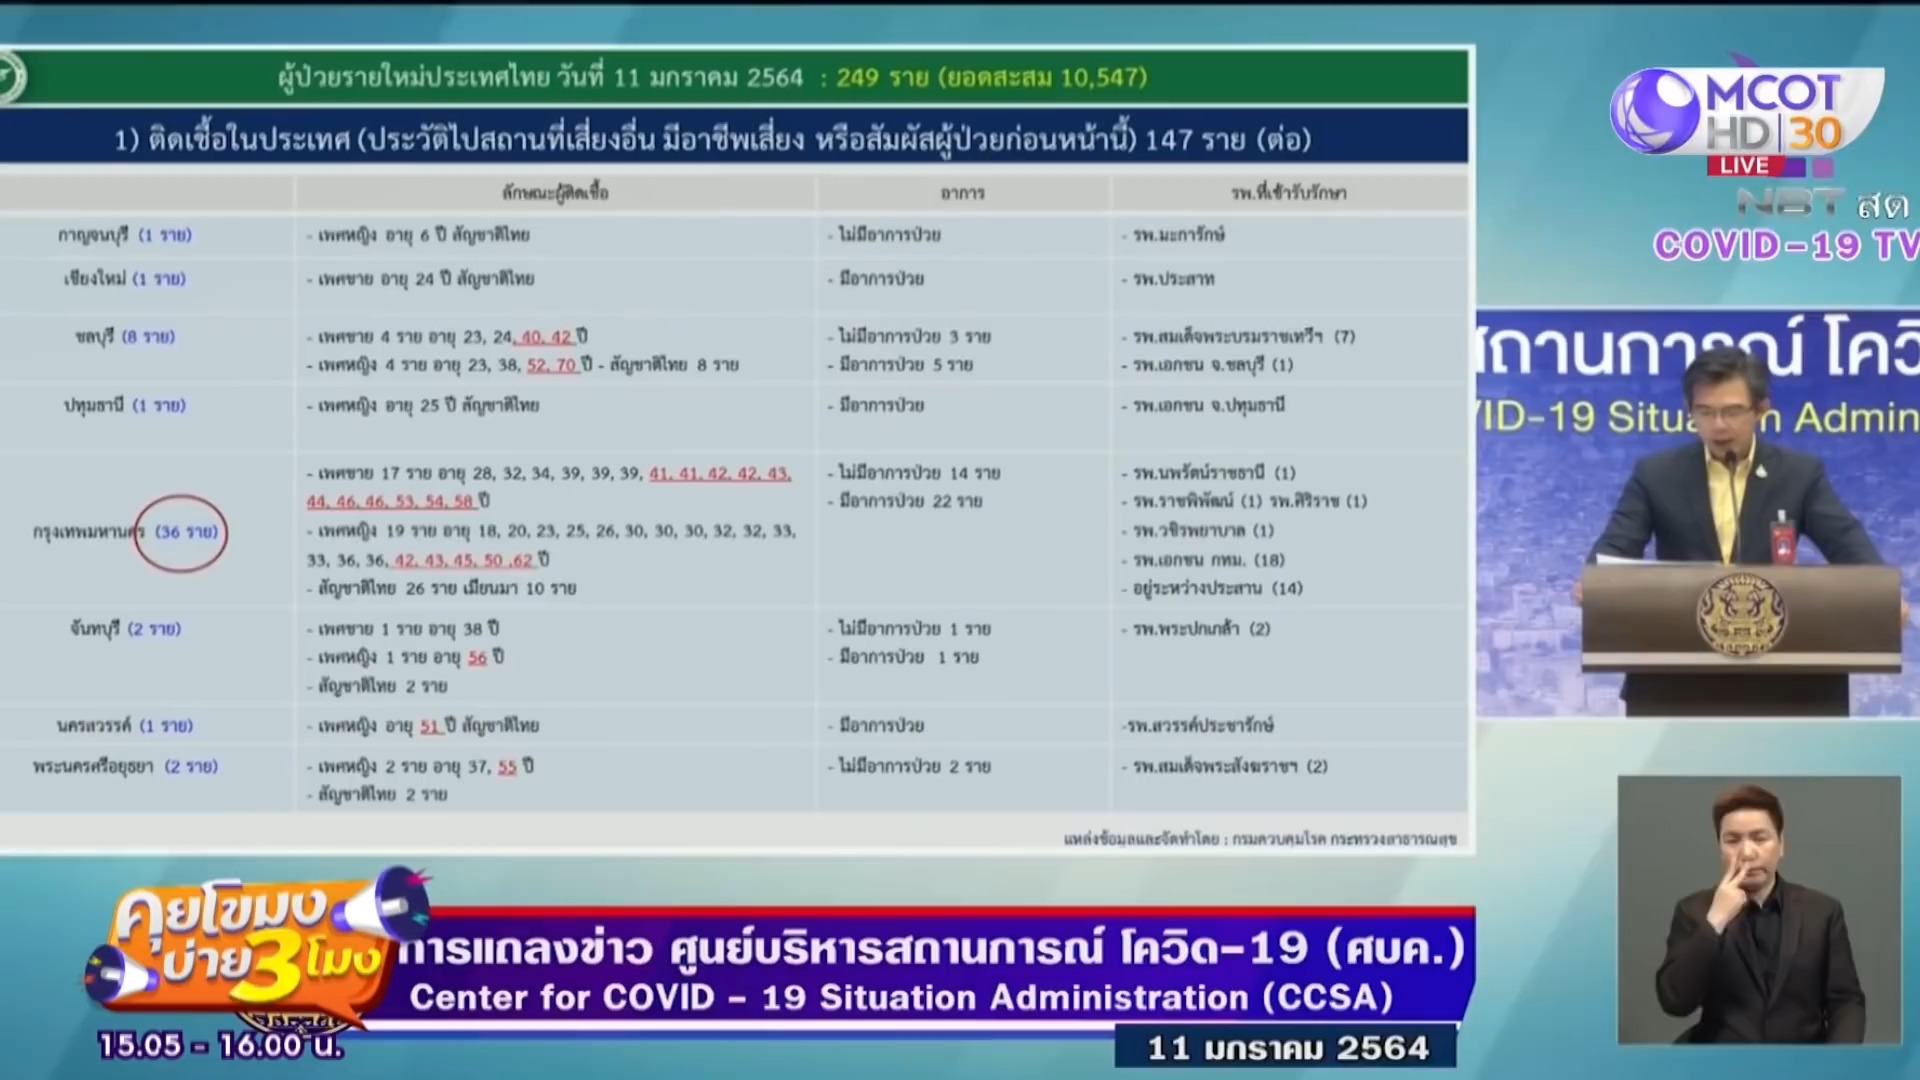 ผู้ป่วยรายใหม่ประเทศไทย วันที่ 11 มกราคม 2564 : 249 ราย (ยอดสะสม 10,547)
1) ติดเชื้อในประเทศ (ประวัติไปสถานที่เสี่ยงอื่น มีอาชีพเสี่ยง หรือสัมผัสผู้ป่วยก่อนหน้านี้) 147 ราย (ต่อ)
ลักษณะผู้ติดเชื้อ อาการ รพ.ที่เข้ารับรักษา
กาญจนบุรี (1 ราย) - เพศหญิง อายุ 6 ปี สัญชาติไทย - ไม่มีอาการป่วย - รพ.มะการักษ์
เชียงใหม่ (1 ราย) - เพศชาย อายุ 24 ปี สัญชาติไทย - มีอาการป่วย - รพ.ประสาท
ชลบุรี (8 ราย) - เพศชาย 4 ราย อายุ 23, 24, 40, 42 ปี - ไม่มีอาการป่วย 3 ราย - รพ.สมเด็จพระบรมราชเทวีฯ (7)
- เพศหญิง 4 ราย อายุ 23, 38, 52, 70 ปี - สัญชาติไทย 8 ราย - มีอาการป่วย 5 ราย - รพ.เอกชน จ.ชลบุรี (1)
ปทุมธานี (1 ราย) - เพศหญิง อายุ 25 ปี สัญชาติไทย - มีอาการป่วย - รพ.เอกชน จ.ปทุมธานี
- เพศชาย 17 ราย อายุ 28, 32, 34, 39, 39, 39, 41, 41, 42, 42, 43, - ไม่มีอาการป่วย 14 ราย - รพ.นพรัตน์ราชธานี (1)
44, 46, 46, 53, 54, 58 ปี - มีอาการป่วย 22 ราย - รพ.ราชพิพัฒน์ (1) รพ.ศิริราช (1)
กรุงเทพมหานคร (36 ราย) - เพศหญิง 19 ราย อายุ 18, 20, 23, 25, 26, 30, 30, 30, 32, 32, 33, - รพ.วชิรพยาบาล (1)
33, 36, 36, 42, 43, 45, 50 ,62 ปี - รพ.เอกชน กทม. (18)
- สัญชาติไทย 26 ราย เมียนมา 10 ราย - อยู่ระหว่างประสาน (14)
จันทบุรี (2 ราย) - เพศชาย 1 ราย อายุ 38 ปี - ไม่มีอาการป่วย 1 ราย - รพ.พระปกเกล้า (2)
- เพศหญิง 1 ราย อายุ 56 ปี - มีอาการป่วย 1 ราย
- สัญชาติไทย 2 ราย
นครสวรรค์ (1 ราย) - เพศหญิง อายุ 51 ปี สัญชาติไทย - มีอาการป่วย -รพ.สวรรค์ประชารักษ์
พระนครศรีอยุธยา (2 ราย) - เพศหญิง 2 ราย อายุ 37, 55 ปี - ไม่มีอาการป่วย 2 ราย - รพ.สมเด็จพระสังฆราชฯ (2)
- สัญชาติไทย 2 ราย
แหล่งข้อมูลและจัดทำโดย : กรมควบคุมโรค กระทรวงสาธารณสุข
MCOT
HD 30
LIVE
NBT สด
COVID-19 TV
สถานการณ์ โควิ
VID-19 Situ n Admin
คุยโขมง
บ่าย 3 โมง
15.05 - 16.00 น.
การแถลงข่าว ศูนย์บริหารสถานการณ์ โควิด-19 (ศบค.)
Center for COVID - 19 Situation Administration (CCSA)
11 มกราคม 2564